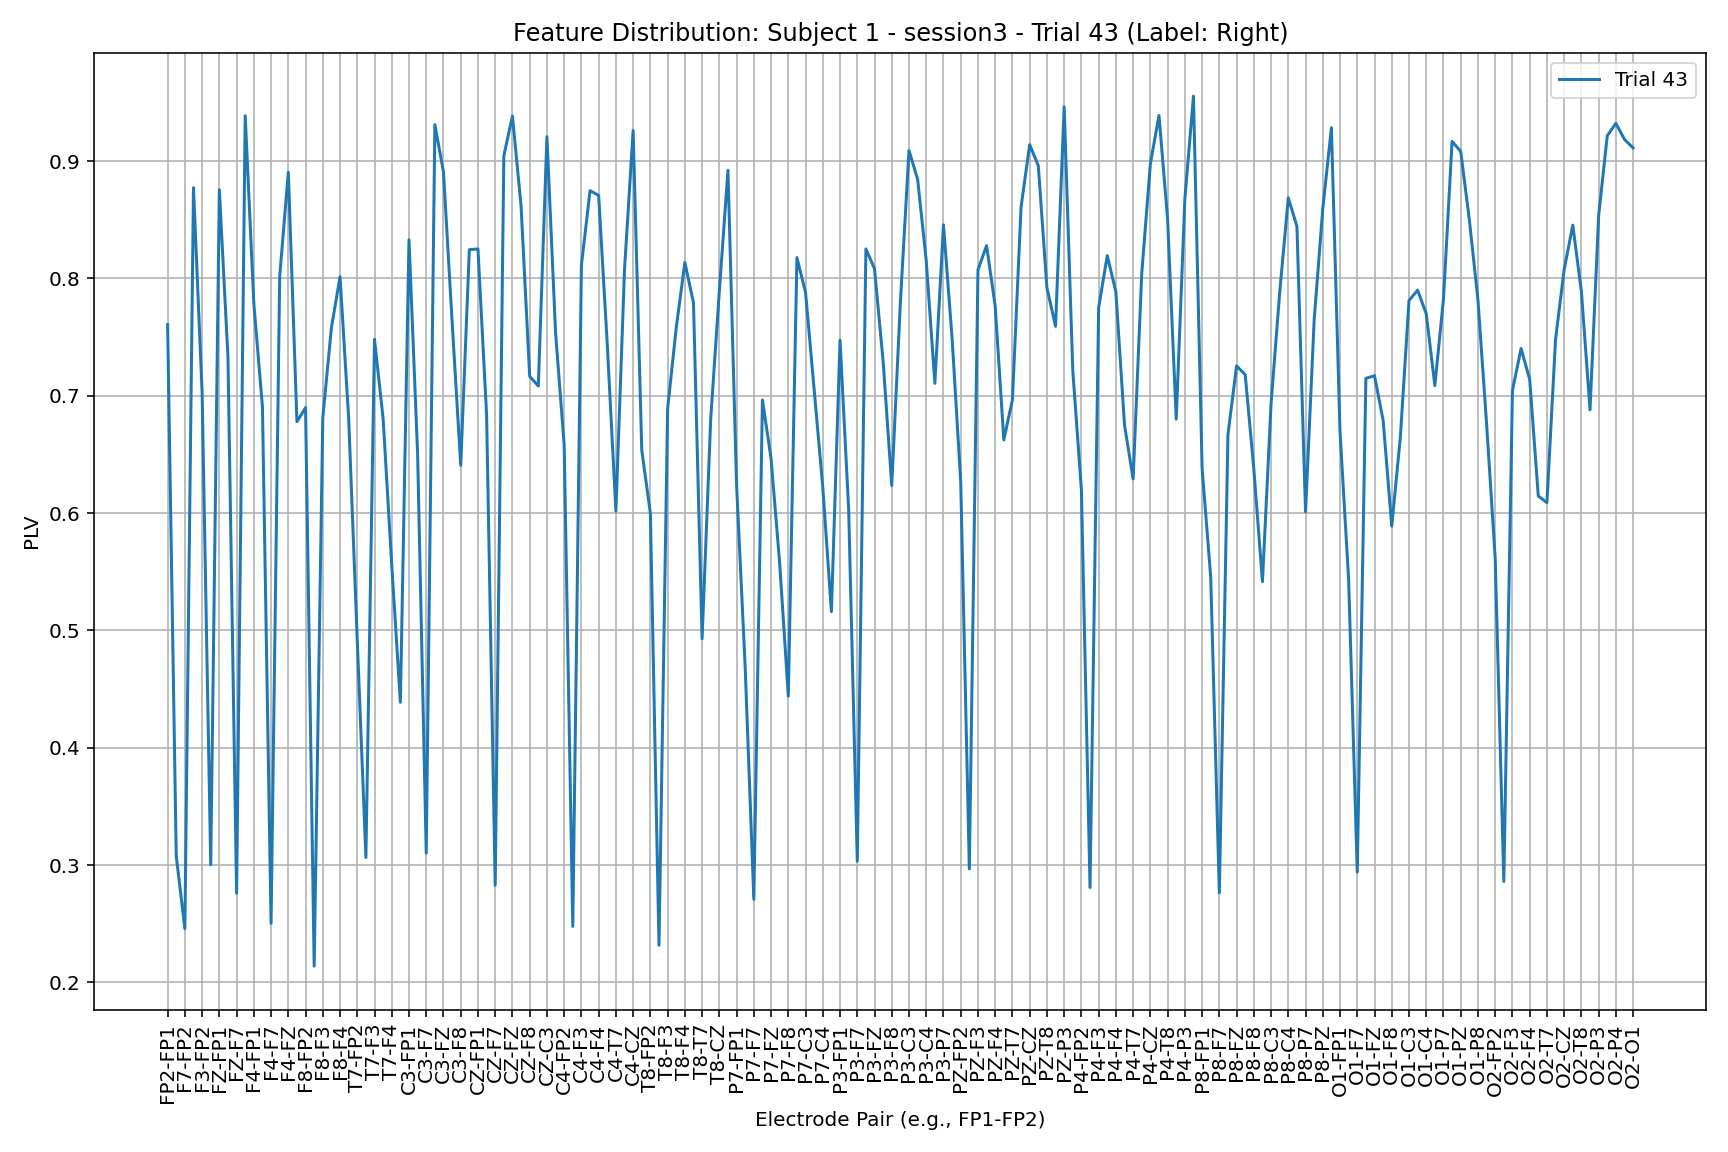 Feature Distribution: Subject 1 - session3 - Trial 43 (Label: Right)
Trial 43
PLV
0.9
0.8
0.7
0.6
0.5
0.4
0.3
0.2
FP2-FP1
F7-FP2
F3-FP2
FZ-FP1
FZ-F7
F4-FP1
F4-F7
F4-FZ
F8-FP2
F8-F3
F8-F4
T7-FP2
T7-F3
T7-F4
C3-FP1
C3-F7
C3-FZ
C3-F8
CZ-FP1
CZ-F7
CZ-FZ
CZ-F8
CZ-C3
C4-FP2
C4-F3
C4-F4
C4-T7
C4-CZ
T8-FP2
T8-F3
T8-F4
T8-T7
T8-CZ
P7-FP1
P7-F7
P7-FZ
P7-F8
P7-C3
P7-C4
P3-FP1
P3-F7
P3-FZ
P3-F8
P3-C3
P3-C4
P3-P7
PZ-FP2
PZ-F3
PZ-F4
PZ-T7
PZ-CZ
PZ-T8
PZ-P3
P4-FP2
P4-F3
P4-F4
P4-T7
P4-CZ
P4-T8
P4-P3
P8-FP1
P8-F7
P8-FZ
P8-F8
P8-C3
P8-C4
P8-P7
P8-PZ
O1-FP1
O1-F7
O1-FZ
O1-F8
O1-C3
O1-C4
O1-P7
O1-PZ
O1-P8
O2-FP2
O2-F3
O2-F4
O2-T7
O2-CZ
O2-T8
O2-P3
O2-P4
O2-O1
Electrode Pair (e.g., FP1-FP2)